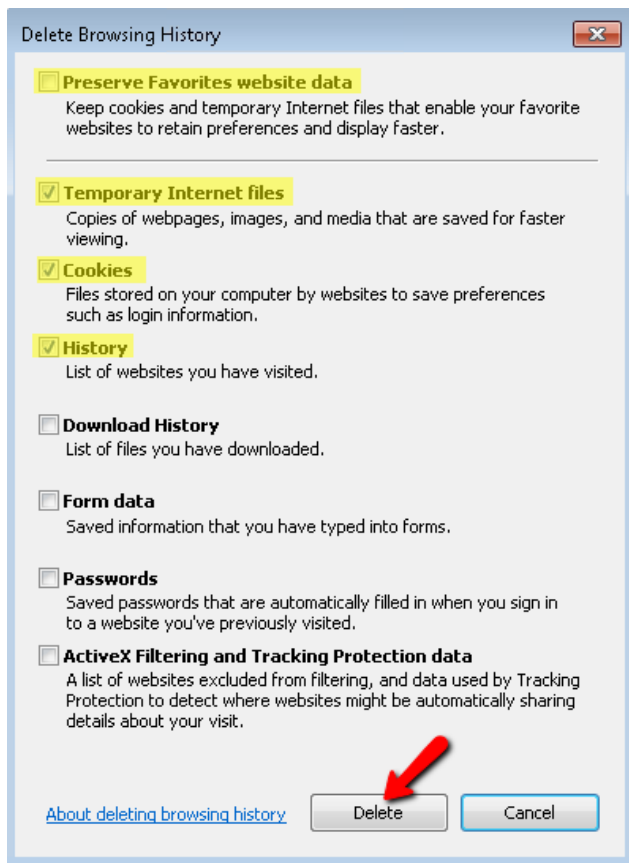 Delete Browsing History
Preserve Favorites website data
Keep cookies and temporary Internet files that enable your favorite
websites to retain preferences and display faster.
Temporary Internet files
Copies of webpages, images, and media that are saved for faster
viewing.
Cookies
Files stored on your computer by websites to save preferences
such as login information.
History
List of websites you have visited.
Download History
List of files you have downloaded.
Form data
Saved information that you have typed into forms.
Passwords
Saved passwords that are automatically filled in when you sign in
to a website you've previously visited.
ActiveX Filtering and Tracking Protection data
A list of websites excluded from filtering, and data used by Tracking
Protection to detect where websites might be automatically sharing
details about your visit.
About deleting browsing history
Delete
Cancel